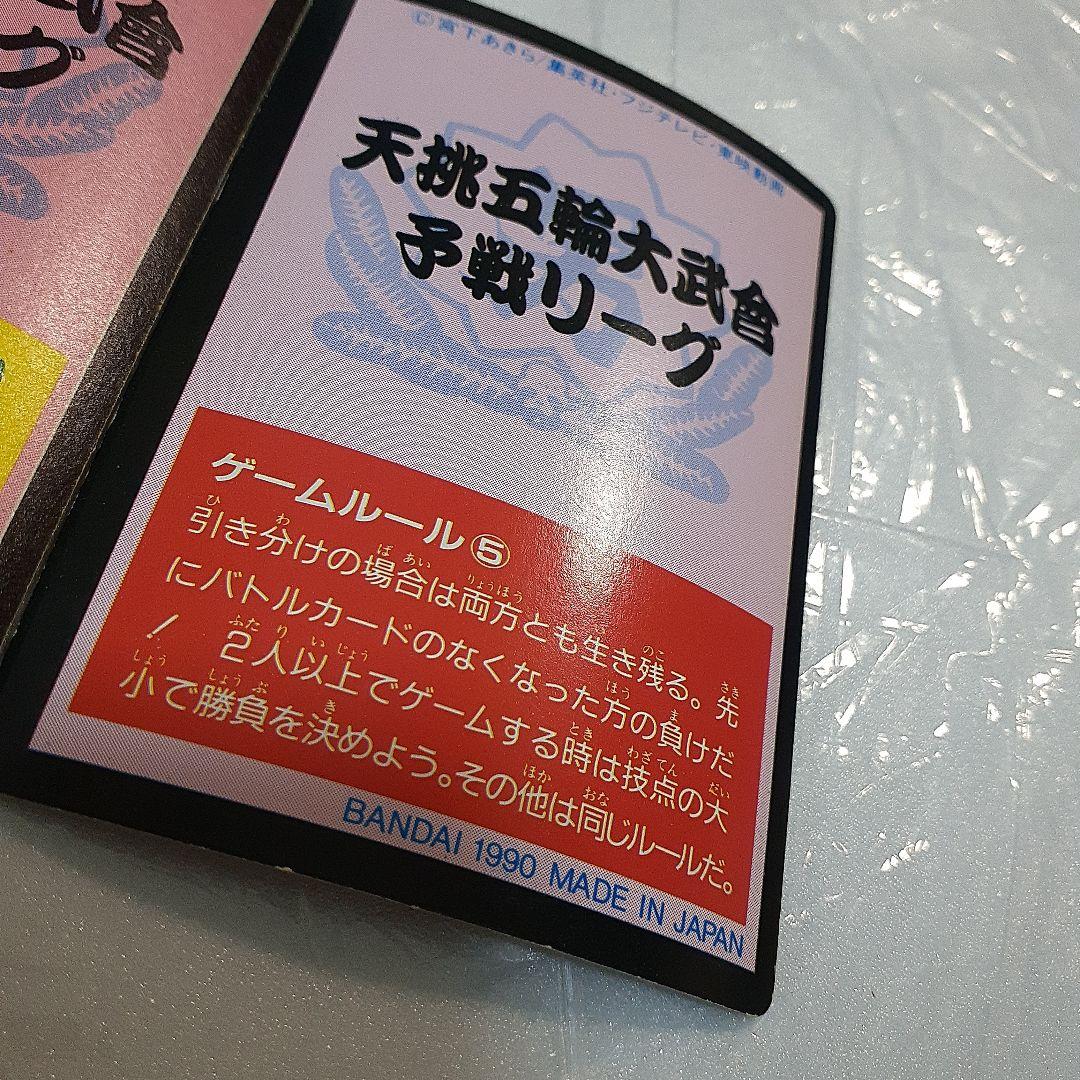 ©宮下あきら/集英社・フジテレビ・東映動画
天挑五輪大武會
予戦リーグ
ゲームルール⑤
引き分けの場合は両方とも生き残る。先
にバトルカードのなくなった方の負けだ
! 2人以上でゲームする時は技点の大
小で勝負を決めよう。その他は同じルールだ。
BANDAI 1990 MADE IN JAPAN
武會
グ